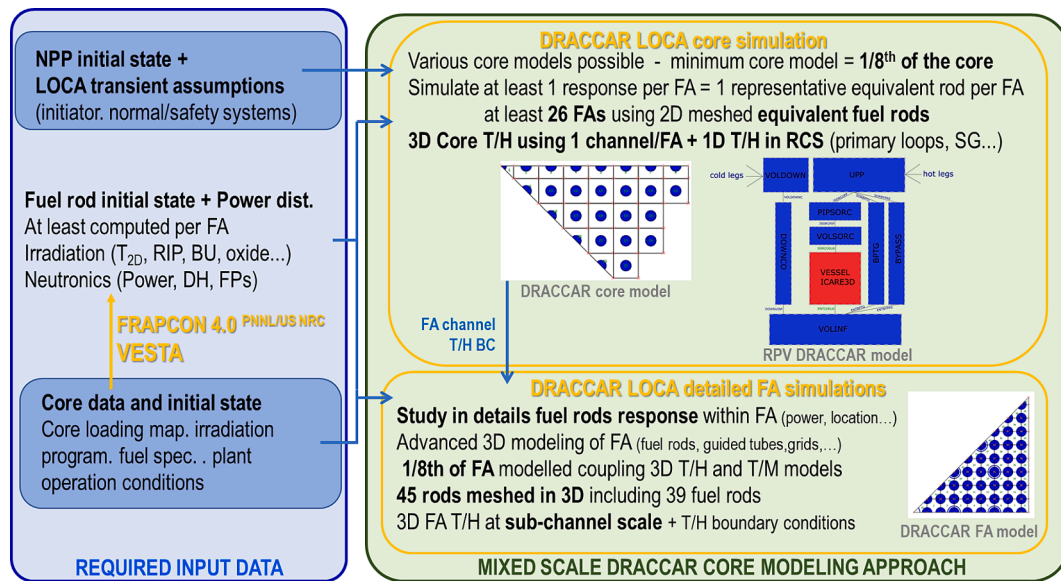 NPP initial state +
LOCA transient assumptions
(initiator. normal/safety systems)
Fuel rod initial state + Power dist.
At least computed per FA
Irradiation (T2D, RIP, BU, oxide...)
Neutronics (Power, DH, FPs)
FRAPCON 4.0 PNNL/US NRC
VESTA
Core data and initial state
Core loading map. irradiation
program. fuel spec. . plant
operation conditions
REQUIRED INPUT DATA
DRACCAR LOCA core simulation
Various core models possible - minimum core model = 1/8th of the core
Simulate at least 1 response per FA = 1 representative equivalent rod per FA
at least 26 FAs using 2D meshed equivalent fuel rods
3D Core T/H using 1 channel/FA + 1D T/H in RCS (primary loops, SG...)
DRACCAR core model
cold legs
VOLDOWN
UPP
hot legs
PIPSORC
VOLSORC
DOWNCO
VESSEL
ICARE3D
BPTG
BYPASS
VOLINF
RPV DRACCAR model
FA channel
T/H BC
DRACCAR LOCA detailed FA simulations
Study in details fuel rods response within FA (power, location…)
Advanced 3D modeling of FA (fuel rods, guided tubes,grids,…)
1/8th of FA modelled coupling 3D T/H and T/M models
45 rods meshed in 3D including 39 fuel rods
3D FA T/H at sub-channel scale + T/H boundary conditions
DRACCAR FA model
MIXED SCALE DRACCAR CORE MODELING APPROACH